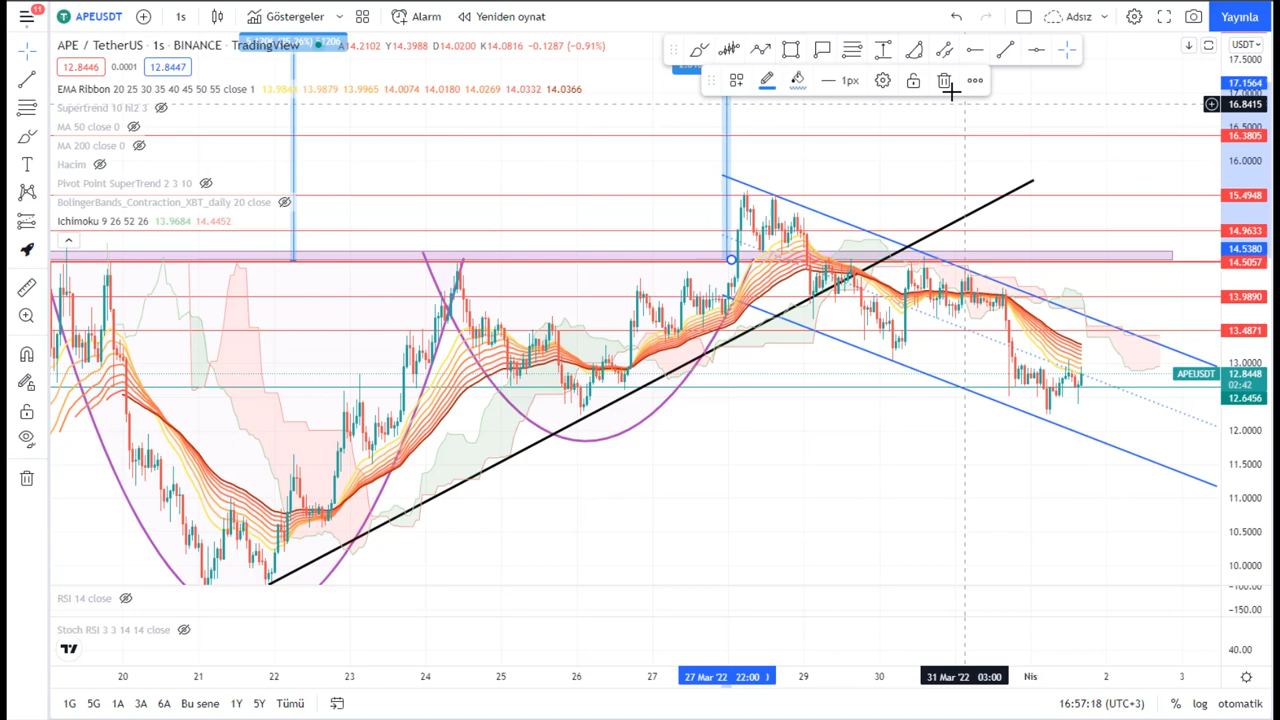 11
APEUSDT 1s Göstergeler Alarm Yeniden oynat Adsız Yayınla
APE / TetherUS · 1s · BINANCE · TradingView A14.2102 Y14.3988 D14.0200 K14.0816 -0.1287 (-0.91%) USDT
12.8446 0.0001 12.8447
1px
EMA Ribbon 20 25 30 35 40 45 50 55 close 1 13.9879 13.9965 14.0074 14.0180 14.0269 14.0332 14.0366
Supertrend 10 hl2 3
MA 50 close 0
MA 200 close 0
Hacim
Pivot Point SuperTrend 2 3 10
BolingerBands_Contraction_XBT_daily 20 close
Ichimoku 9 26 52 26 13.9684 14.4452
17.5000
17.1564
16.8415
16.5000
16.3805
16.0000
15.4948
14.9633
14.5380
14.5057
13.9890
13.4871
13.0000
APEUSDT 12.8448
02:42
12.6456
12.0000
11.5000
11.0000
10.5000
10.0000
RSI 14 close
-150.00
Stoch RSI 3 3 14 14 close
40.00
20 21 22 23 24 25 26 27 27 Mar '22 22:00 29 30 31 Mar '22 03:00 Nis 2 3
1G 5G 1A 3A 6A Bu sene 1Y 5Y Tümü 16:57:18 (UTC+3) % log otomatik